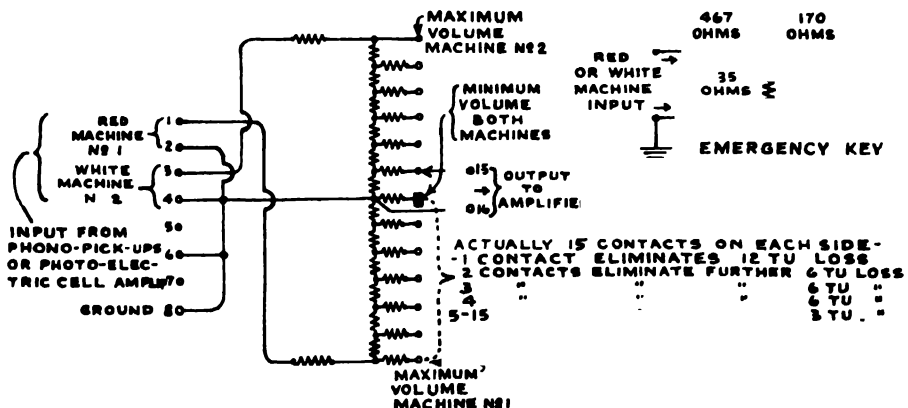 MAXIMUM
VOLUME
MACHINE Nº2
467
OHMS
170
OHMS
RED
OR WHITE
MACHINE
INPUT
35
OHMS
MINIMUM
VOLUME
BOTH
MACHINES
EMERGENCY KEY
RED
MACHINE
Nº 1
1
2
WHITE
MACHINE
N 2
3
4
5
6
7
INPUT FROM
PHONO-PICK-UPS
OR PHOTO-ELEC-
TRIC CELL AMPLI
GROUND 8
15
16
OUTPUT
TO
AMPLIFIE
ACTUALLY 15 CONTACTS ON EACH SIDE-
-1 CONTACT ELIMINATES 12 TU LOSS
2 CONTACTS ELIMINATE FURTHER 6 TU LOSS
3 " " " 6 TU "
4 " " " 6 TU "
5-15 3 TU. "
MAXIMUM
VOLUME
MACHINE Nº1